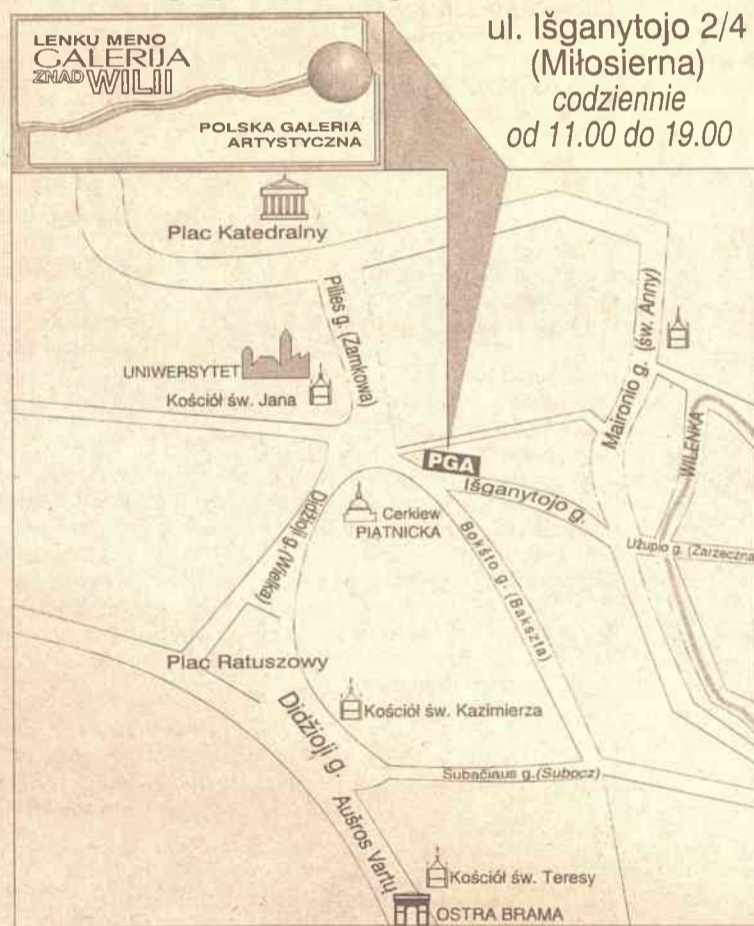 LENKU MENO
GALERIJA
ZNAD WILII
POLSKA GALERIA
ARTYSTYCZNA
ul. Išganytojo 2/4
(Miłosierna)
codziennie
od 11.00 do 19.00
Plac Katedralny
Pilies g. (Zamkowa)
Maironio g. (św. Anny)
UNIWERSYTET
Kościół św. Jana
WILENKA
PGA
Išganytojo g.
Cerkiew
PIATNICKA
Didžioji g. (Wielka)
Bokšto g. (Bakszta)
Užupio g. (Zarzeczna
Plac Ratuszowy
Kościół św. Kazimierza
Didžioji g.
Subačiaus g. (Subocz)
Aušros Vartų
Kościół św. Teresy
OSTRA BRAMA